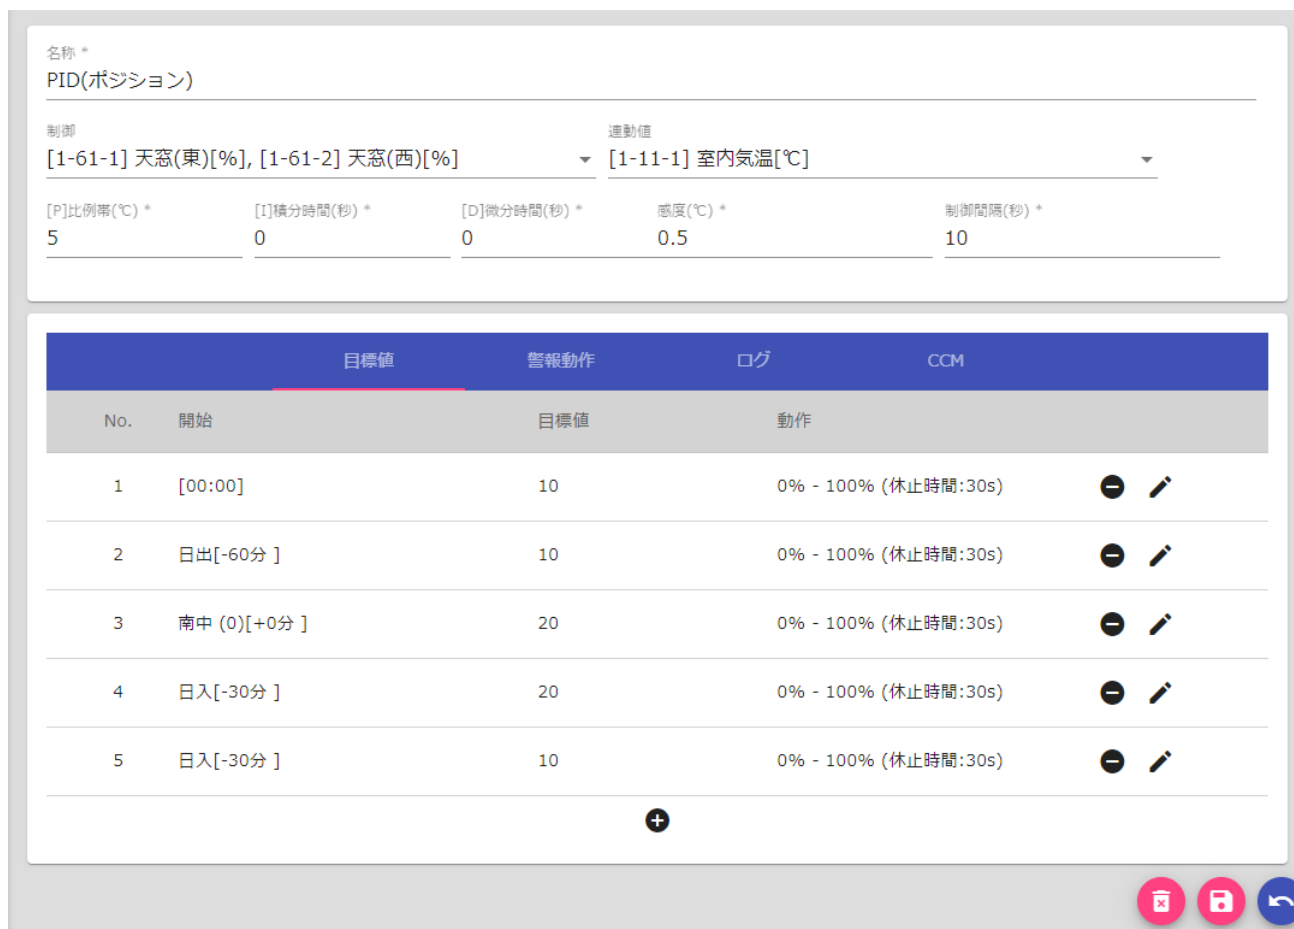 名称 *
PID(ポジション)
制御 連動値
[1-61-1] 天窓(東)[%], [1-61-2] 天窓(西)[%] [1-11-1] 室内気温[℃]
[P]比例帯(℃) * [I]積分時間(秒) * [D]微分時間(秒) * 感度(℃) * 制御間隔(秒) *
5 0 0 0.5 10
目標値 警報動作 ログ CCM
No. 開始 目標値 動作
1 [00:00] 10 0% - 100% (休止時間:30s)
2 日出[-60分 ] 10 0% - 100% (休止時間:30s)
3 南中 (0)[+0分 ] 20 0% - 100% (休止時間:30s)
4 日入[-30分 ] 20 0% - 100% (休止時間:30s)
5 日入[-30分 ] 10 0% - 100% (休止時間:30s)